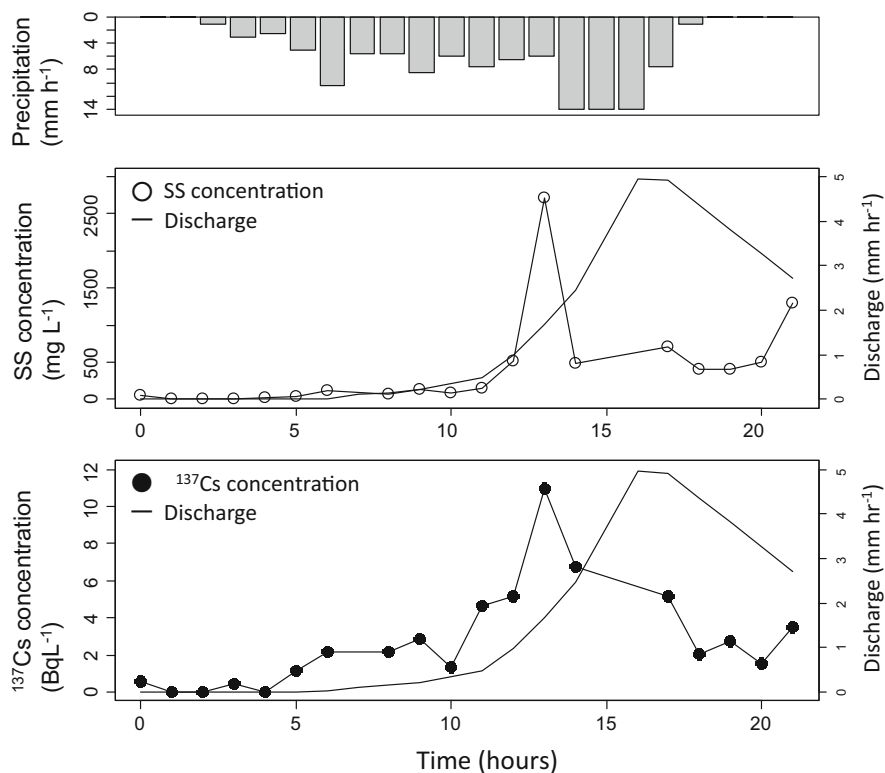 Precipitation
(mm h⁻¹)
0
4
8
14
SS concentration
(mg L⁻¹)
2500
1500
500
0
SS concentration
Discharge
5
4
3
2
1
0
Discharge (mm hr⁻¹)
0 5 10 15 20
¹³⁷Cs concentration
(BqL⁻¹)
12
10
8
6
4
2
0
¹³⁷Cs concentration
Discharge
5
4
3
2
1
0
Discharge (mm hr⁻¹)
0 5 10 15 20
Time (hours)